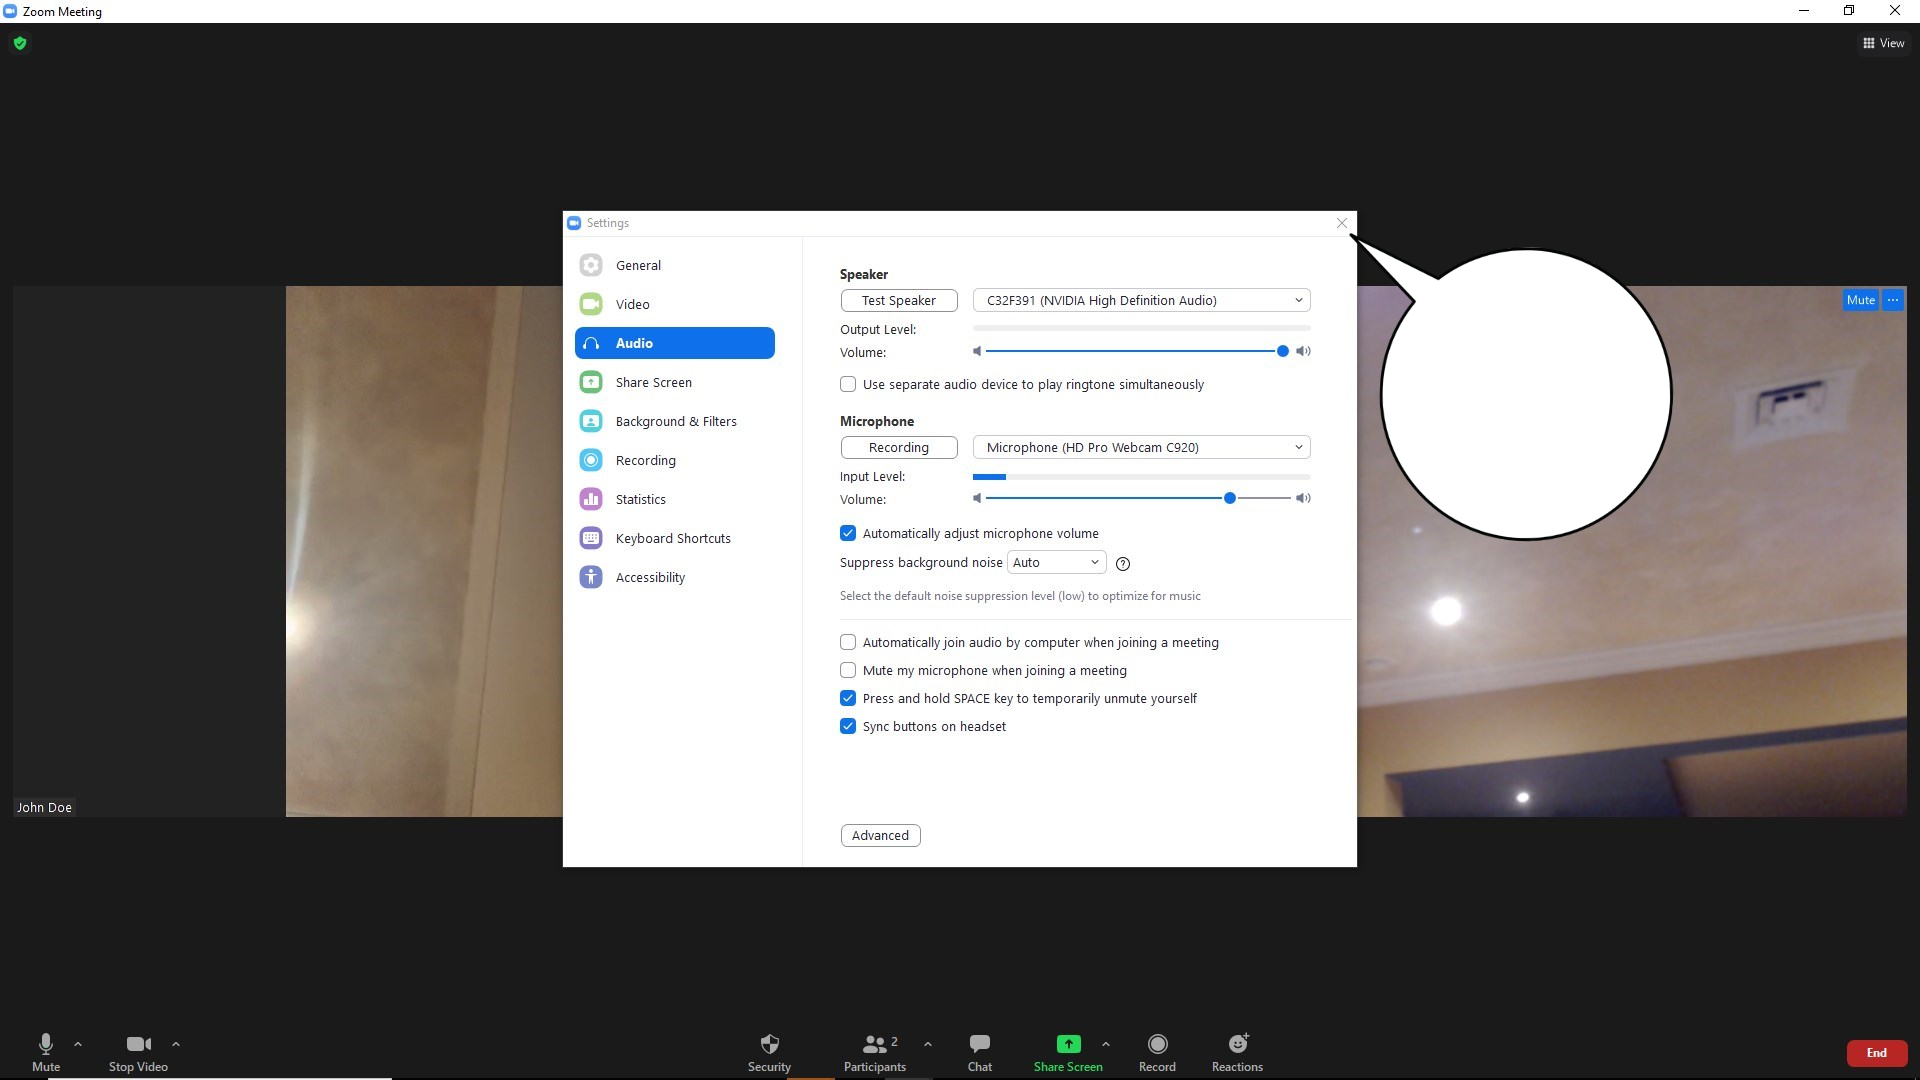 Zoom Meeting
View
Settings
General
Video
Audio
Share Screen
Background & Filters
Recording
Statistics
Keyboard Shortcuts
Accessibility
Speaker
Test Speaker
C32F391 (NVIDIA High Definition Audio)
Output Level:
Volume:
Use separate audio device to play ringtone simultaneously
Microphone
Recording
Microphone (HD Pro Webcam C920)
Input Level:
Volume:
Automatically adjust microphone volume
Suppress background noise Auto
Select the default noise suppression level (low) to optimize for music
Automatically join audio by computer when joining a meeting
Mute my microphone when joining a meeting
Press and hold SPACE key to temporarily unmute yourself
Sync buttons on headset
Advanced
Mute
John Doe
Mute
Stop Video
Security
Participants 2
Chat
Share Screen
Record
Reactions
End